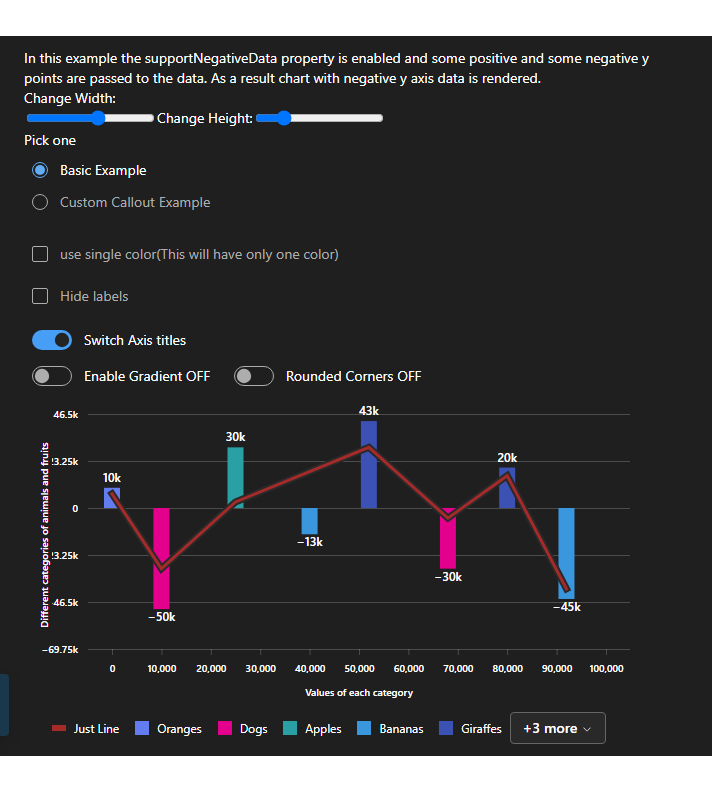 In this example the supportNegativeData property is enabled and some positive and some negative y
points are passed to the data. As a result chart with negative y axis data is rendered.
Change Width:
Change Height:
Pick one
Basic Example
Custom Callout Example
use single color(This will have only one color)
Hide labels
Switch Axis titles
Enable Gradient OFF Rounded Corners OFF
46.5k
3.25k
0
3.25k
46.5k
−69.75k
Different categories of animals and fruits
10k
−50k
30k
−13k
43k
−30k
20k
−45k
0 10,000 20,000 30,000 40,000 50,000 60,000 70,000 80,000 90,000 100,000
Values of each category
Just Line Oranges Dogs Apples Bananas Giraffes +3 more